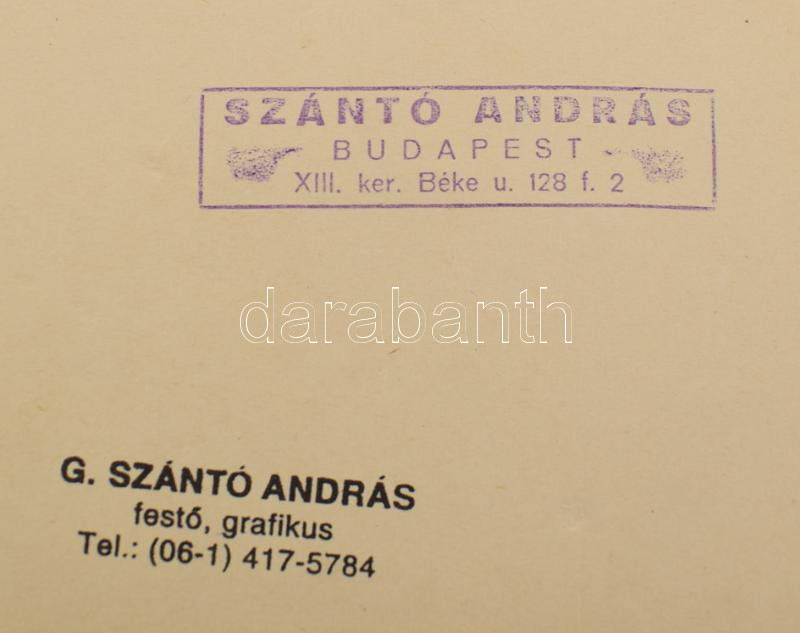 SZÁNTÓ ANDRÁS
BUDAPEST
XIII. ker. Béke u. 128 f. 2
darabanth
G. SZÁNTÓ ANDRÁS
festő, grafikus
Tel.: (06-1) 417-5784